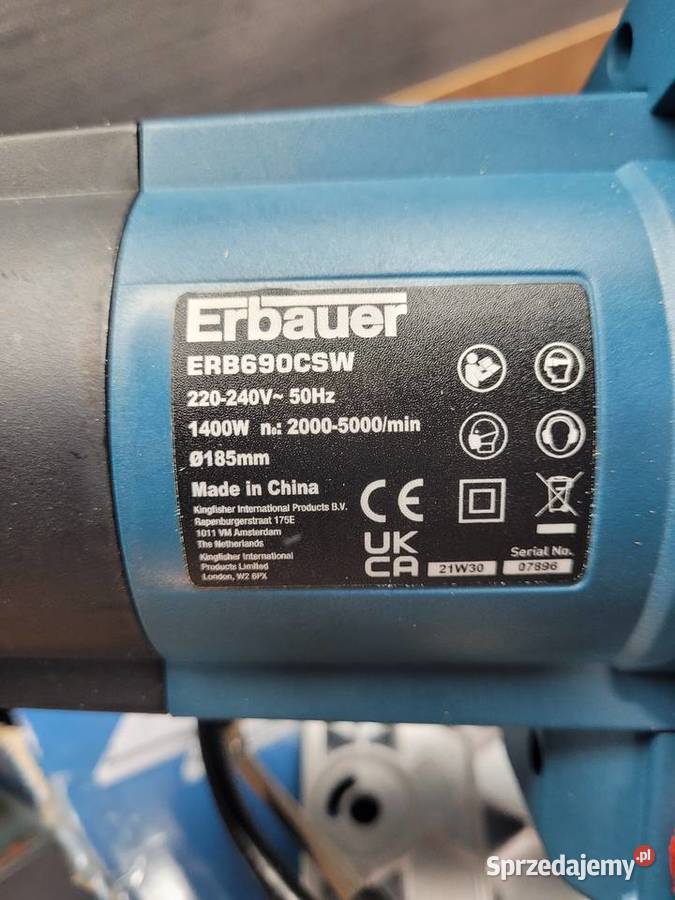 Erbauer
ERB690CSW
220-240V~ 50Hz
1400W n₀: 2000-5000/min
Ø185mm
Made in China
Kingfisher International Products B.V.
Rapenburgerstraat 175E
1011 VM Amsterdam
The Netherlands
Kingfisher International
Products Limited
London, W2 6PX
CE
UK
CA
21W30
Serial No.
07896
Sprzedajemy.pl